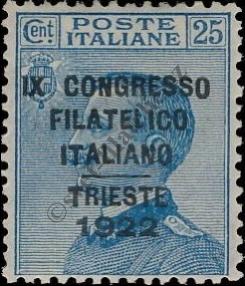 POSTE
Cent. ITALIANE 25
IX CONGRESSO
FILATELICO
ITALIANO
TRIESTE
1922